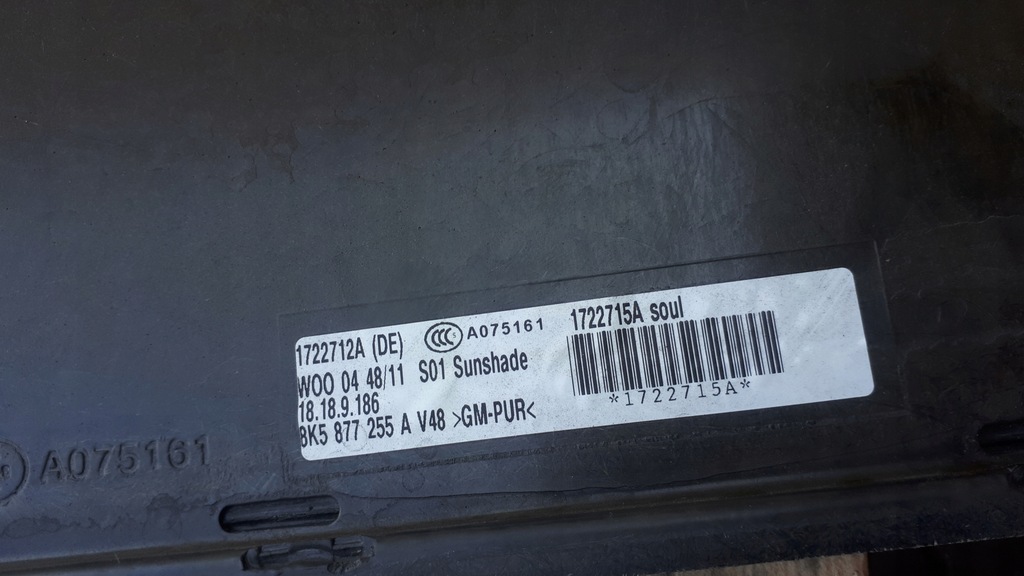 1722712A (DE) CCCS A075161
WOO 04 48/11 S01 Sunshade
18.18.9.186
8K5 877 255 A V48 >GM-PUR<
1722715A soul
*1722715A*
A075161